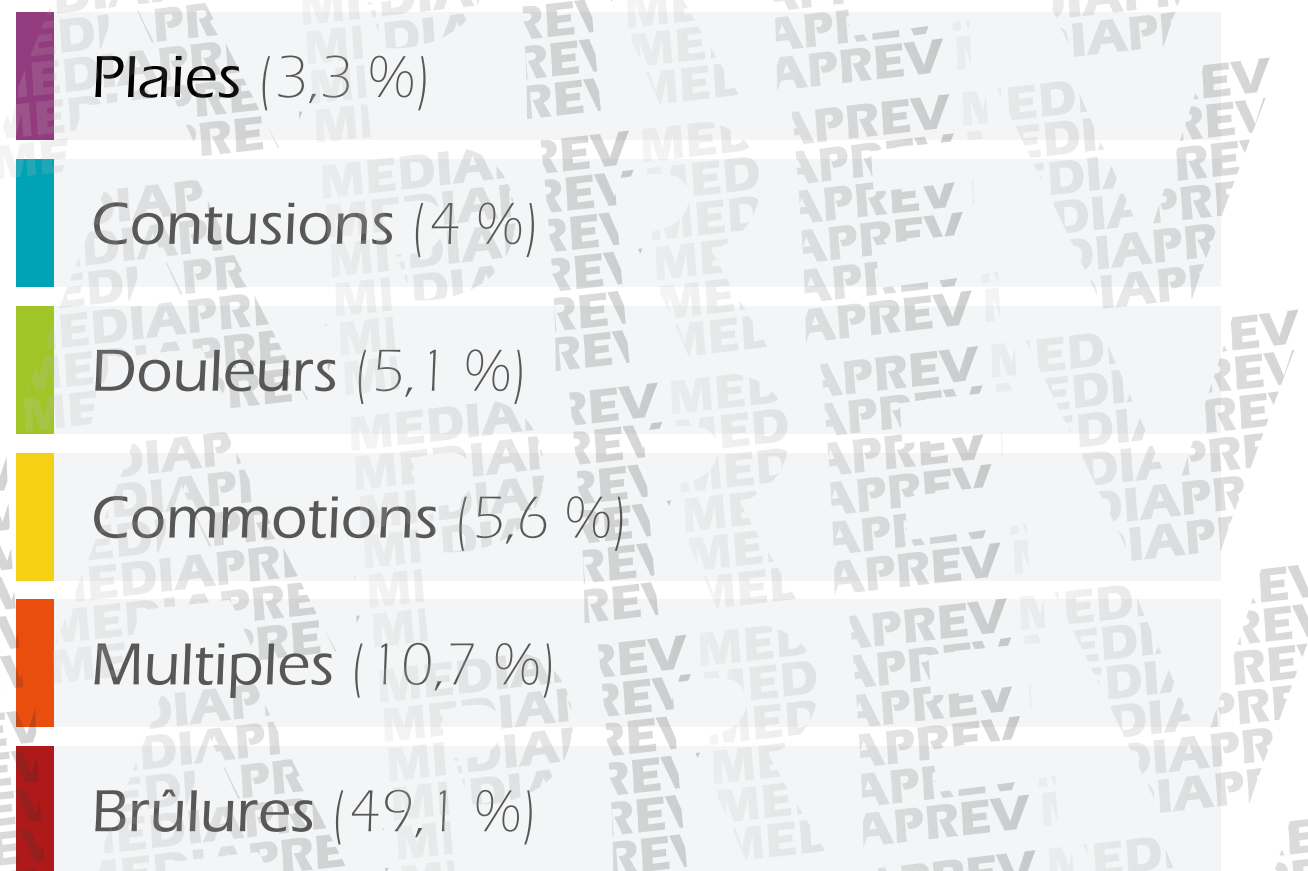 Plaies (3,3 %)
Contusions (4 %)
Douleurs (5,1 %)
Commotions (5,6 %)
Multiples (10,7 %)
Brûlures (49,1 %)